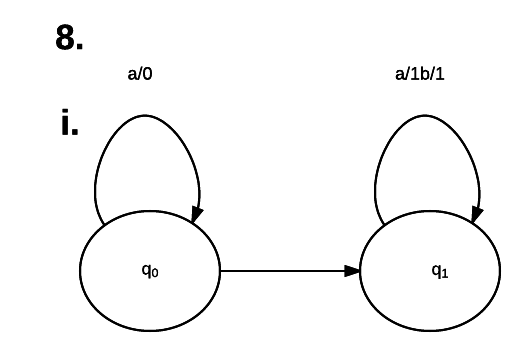 8.
a/0
a/1b/1
i.
q₀
q₁